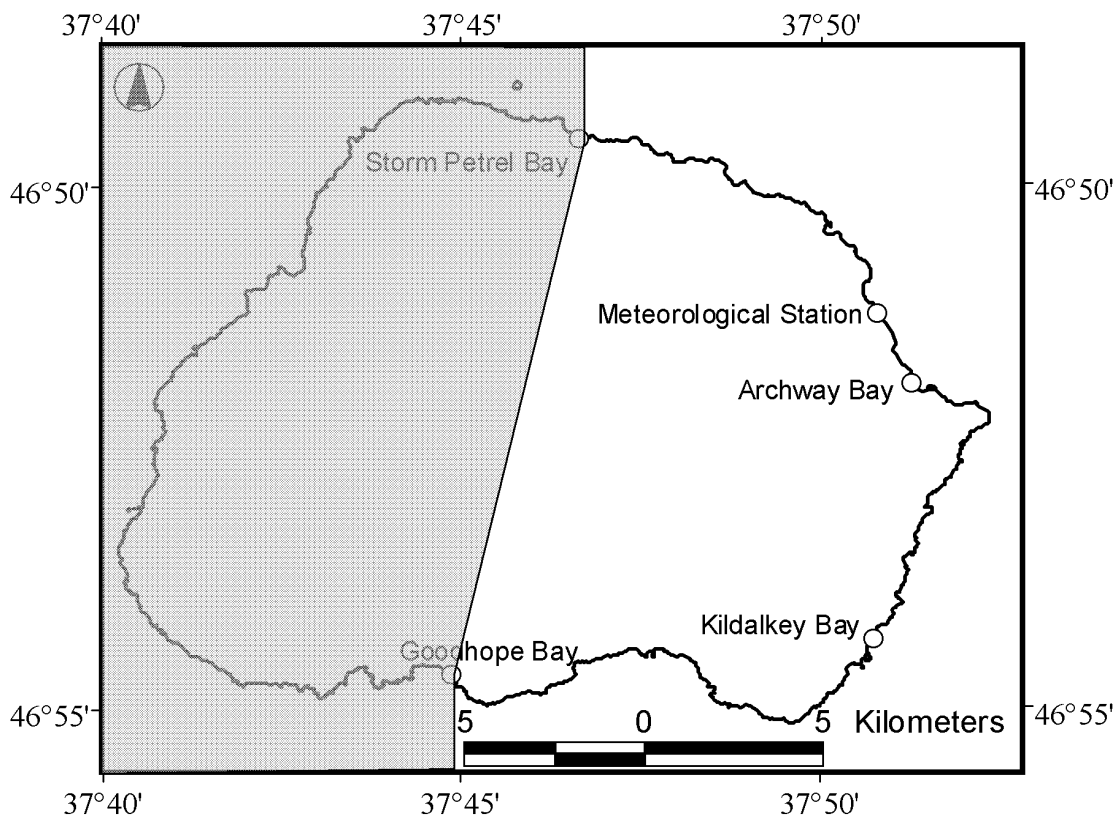 37°40' 37°45' 37°50'
Storm Petrel Bay
46°50' 46°50'
Meteorological Station
Archway Bay
Kildalkey Bay
Goodhope Bay
46°55' 46°55'
5 0 5 Kilometers
37°40' 37°45' 37°50'